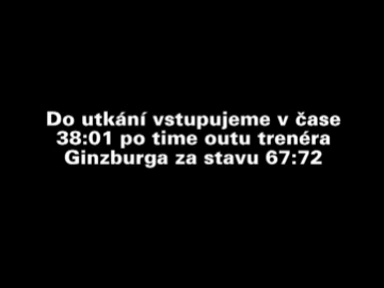 Do utkání vstupujeme v čase
38:01 po time outu trenéra
Ginzburga za stavu 67:72